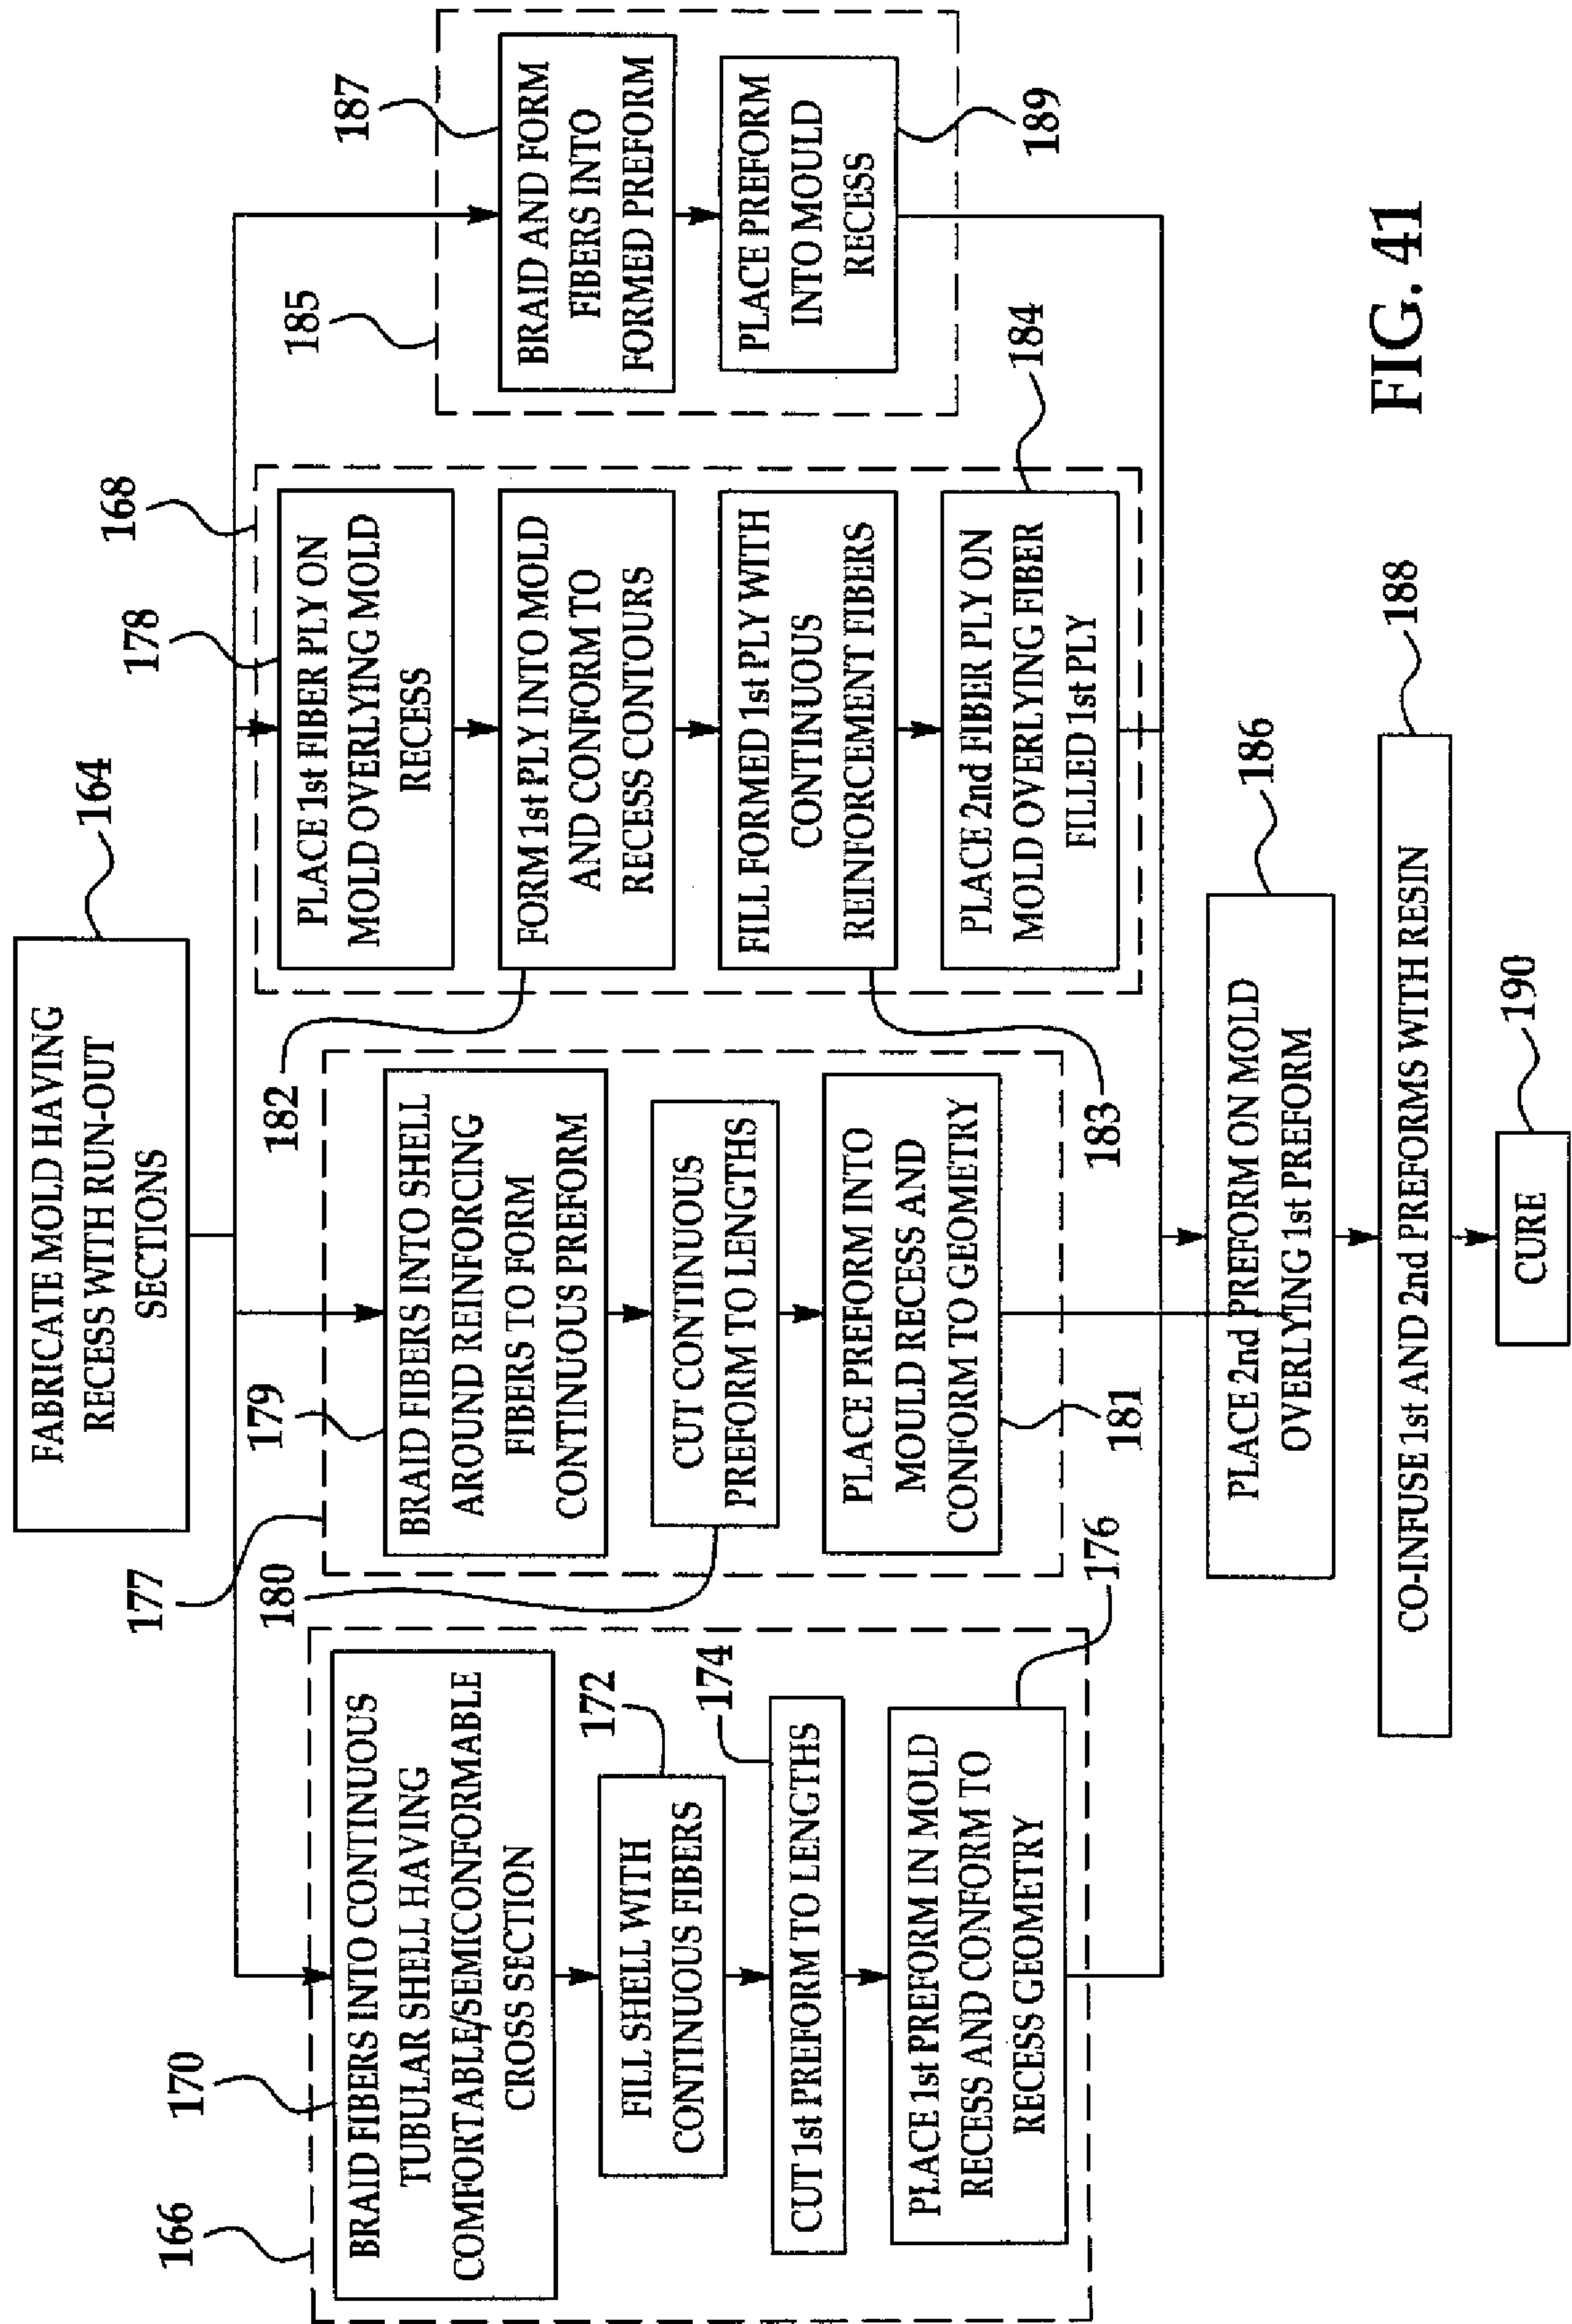 FABRICATE MOLD HAVING
RECESS WITH RUN-OUT
SECTIONS
164
166
170
BRAID FIBERS INTO CONTINUOUS
TUBULAR SHELL HAVING
COMFORTABLE/SEMICONFORMABLE
CROSS SECTION
172
FILL SHELL WITH
CONTINUOUS FIBERS
174
CUT 1st PREFORM TO LENGTHS
176
PLACE 1st PREFORM IN MOLD
RECESS AND CONFORM TO
RECESS GEOMETRY
177
179
BRAID FIBERS INTO SHELL
AROUND REINFORCING
FIBERS TO FORM
CONTINUOUS PREFORM
180
CUT CONTINUOUS
PREFORM TO LENGTHS
PLACE PREFORM INTO
MOULD RECESS AND
CONFORM TO GEOMETRY
181
168
178
PLACE 1st FIBER PLY ON
MOLD OVERLYING MOLD
RECESS
182
FORM 1st PLY INTO MOLD
AND CONFORM TO
RECESS CONTOURS
FILL FORMED 1st PLY WITH
CONTINUOUS
REINFORCEMENT FIBERS
183
PLACE 2nd FIBER PLY ON
MOLD OVERLYING FIBER
FILLED 1st PLY
184
185
187
BRAID AND FORM
FIBERS INTO
FORMED PREFORM
PLACE PREFORM
INTO MOULD
RECESS
189
PLACE 2nd PREFORM ON MOLD
OVERLYING 1st PREFORM
186
CO-INFUSE 1st AND 2nd PREFORMS WITH RESIN
188
CURE
190
FIG. 41